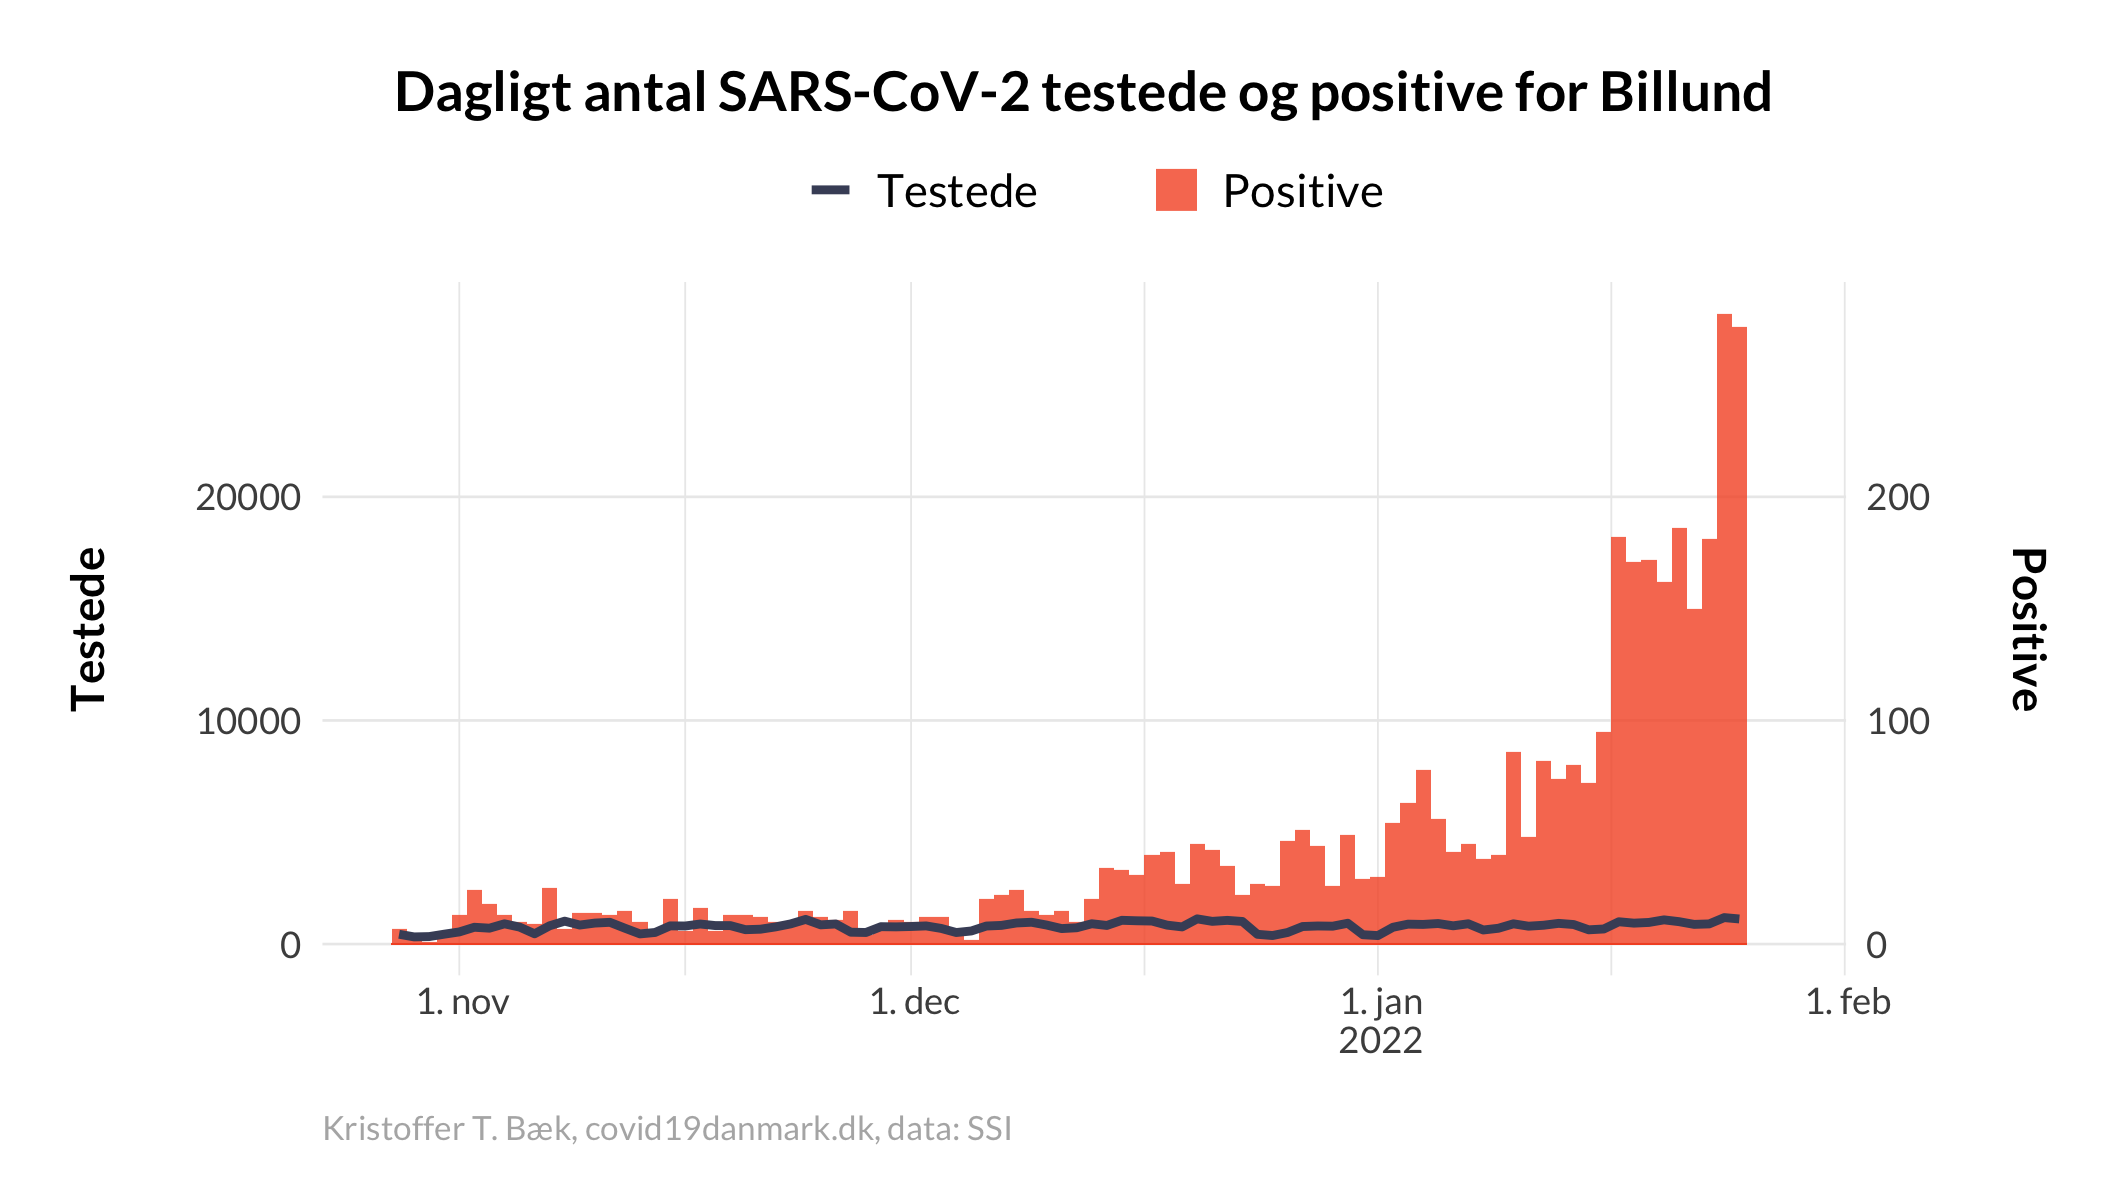 Dagligt antal SARS-CoV-2 testede og positive for Billund
Testede
Positive
20000
10000
0
Testede
200
100
0
Positive
1. nov
1. dec
1. jan
2022
1. feb
Kristoffer T. Bæk, covid19danmark.dk, data: SSI